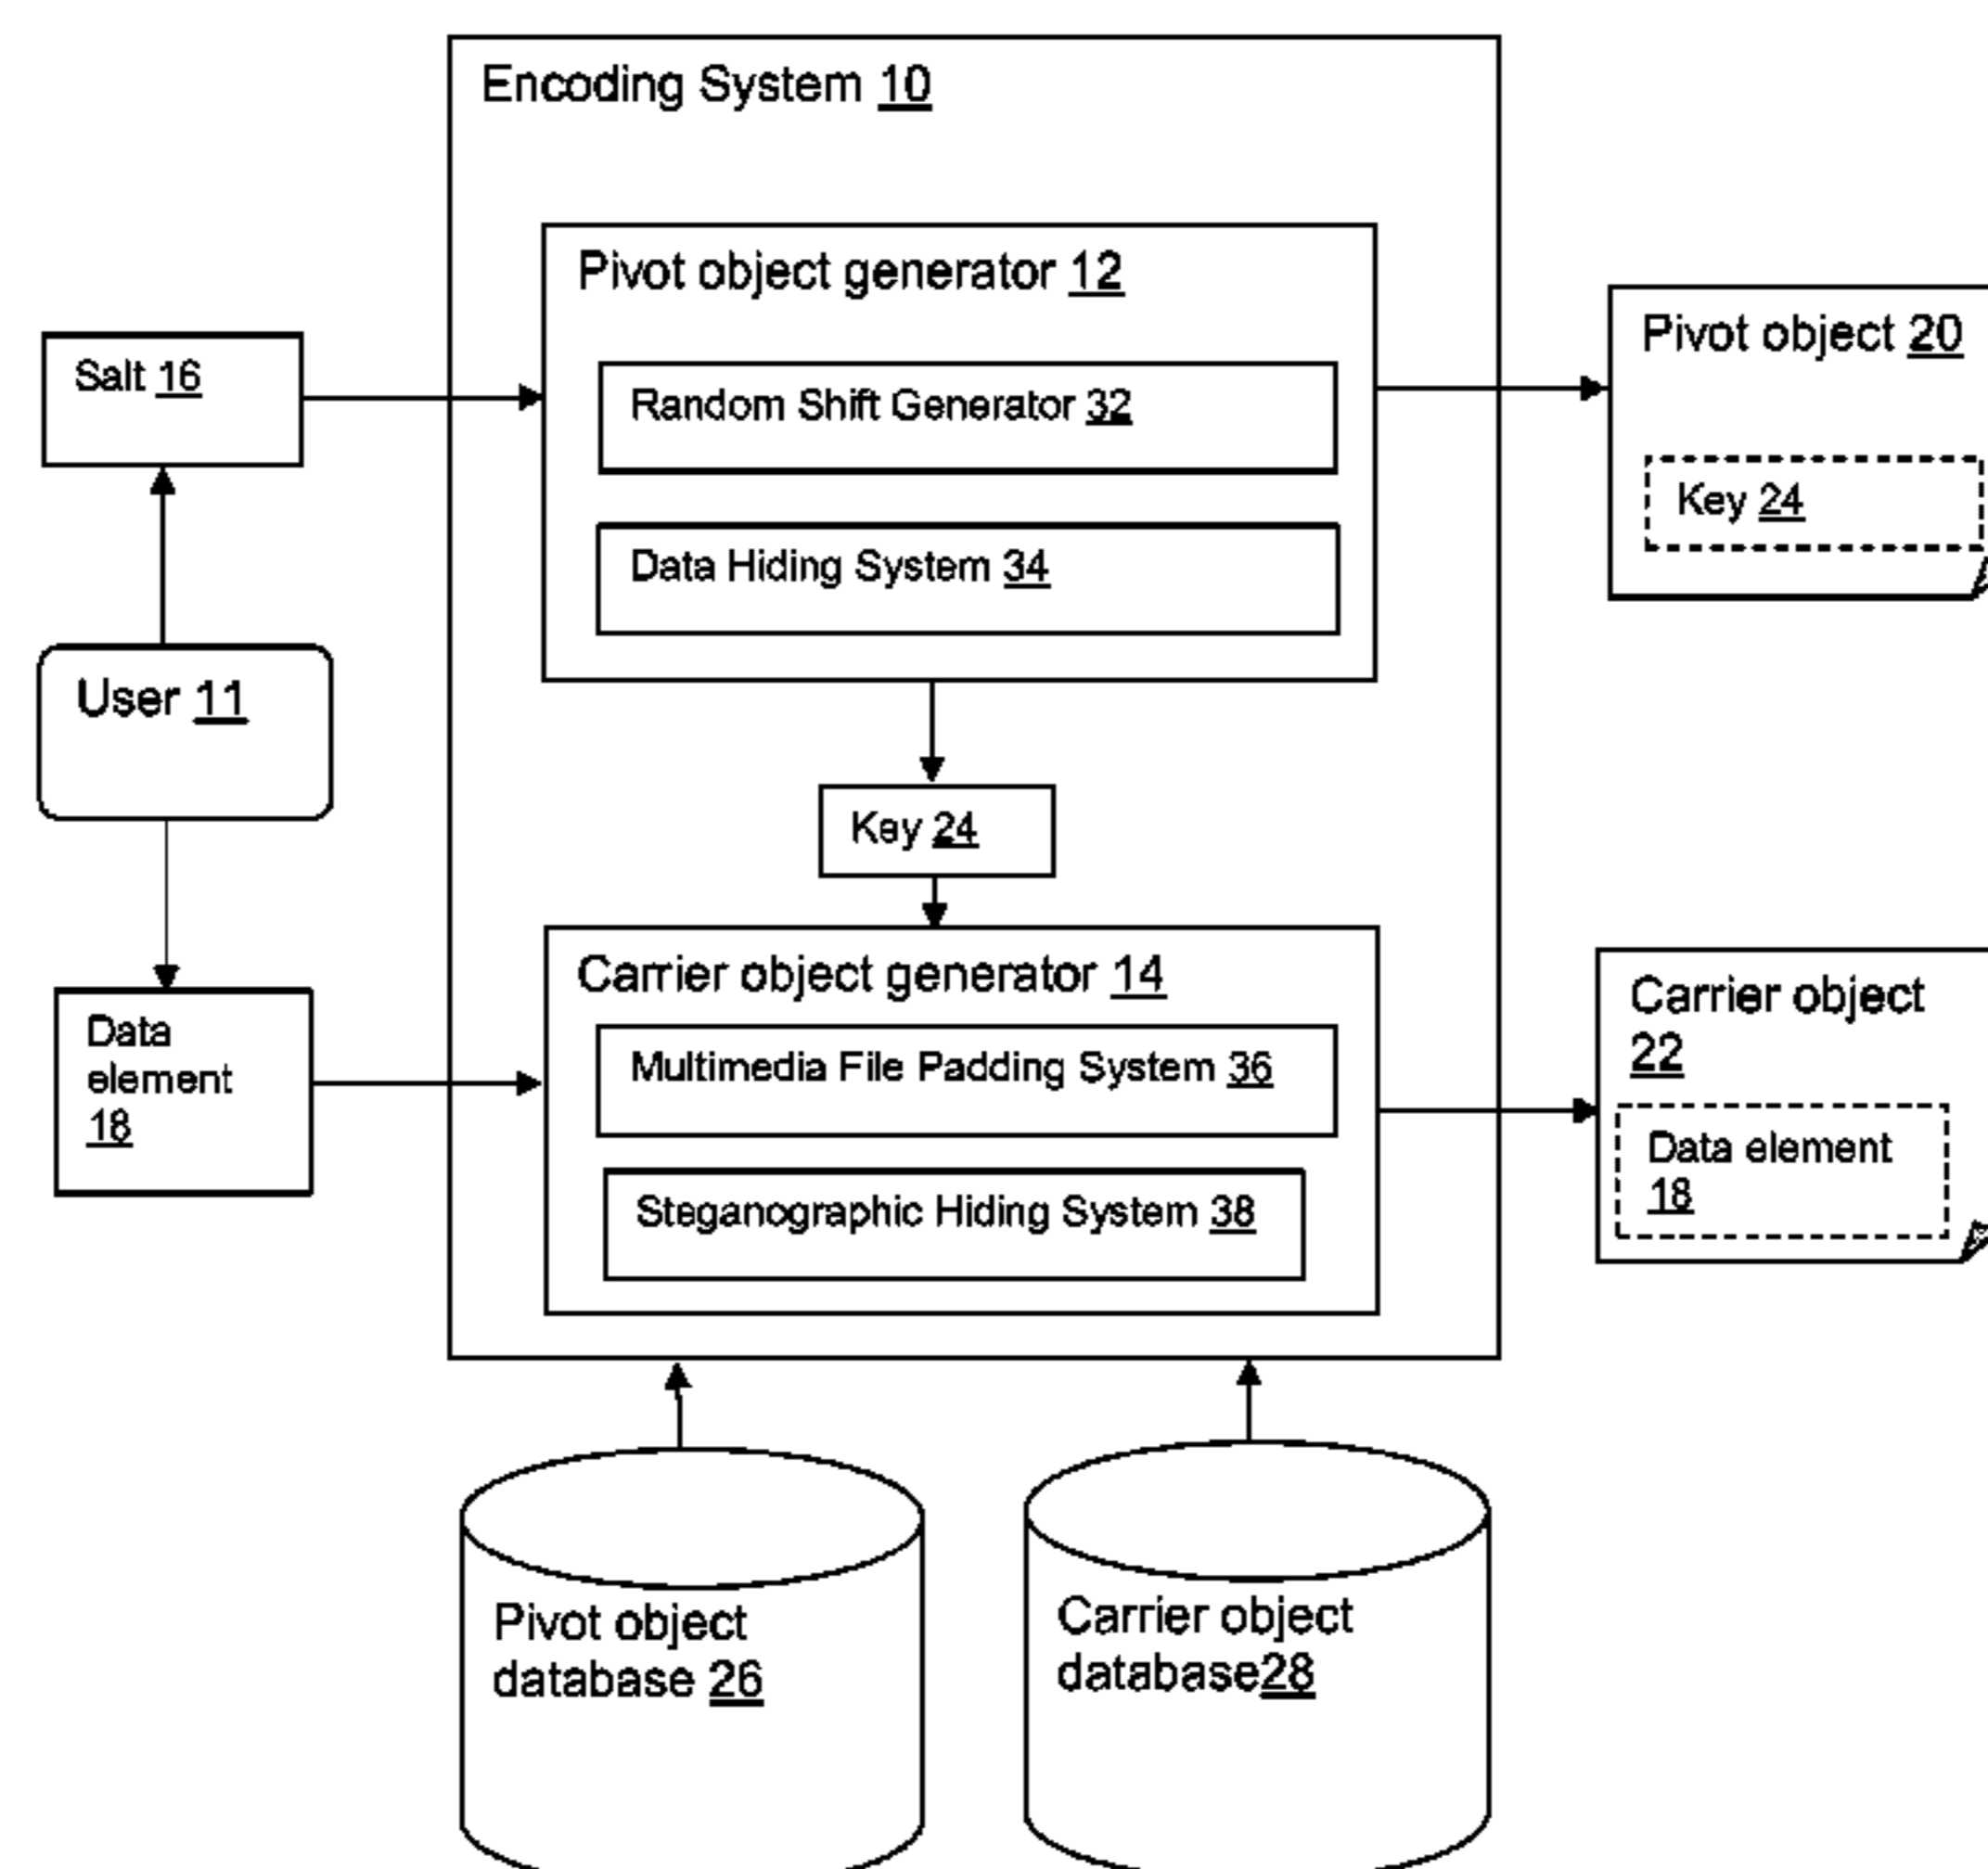 Encoding System 10
Pivot object generator 12
Random Shift Generator 32
Data Hiding System 34
Salt 16
User 11
Data
element
18
Key 24
Carrier object generator 14
Multimedia File Padding System 36
Steganographic Hiding System 38
Pivot object 20
Key 24
Carrier object
22
Data element
18
Pivot object
database 26
Carrier object
database28